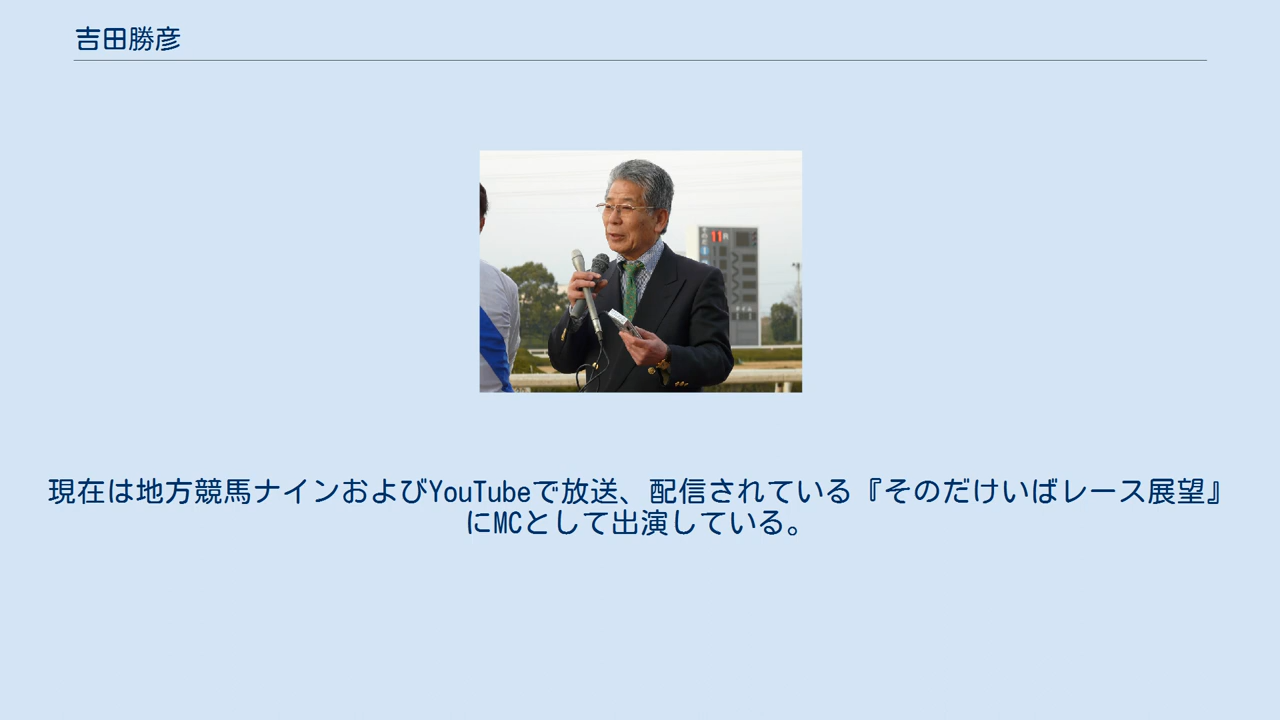 吉田勝彦
11R
現在は地方競馬ナインおよびYouTubeで放送、配信されている『そのだけいばレース展望』
にMCとして出演している。